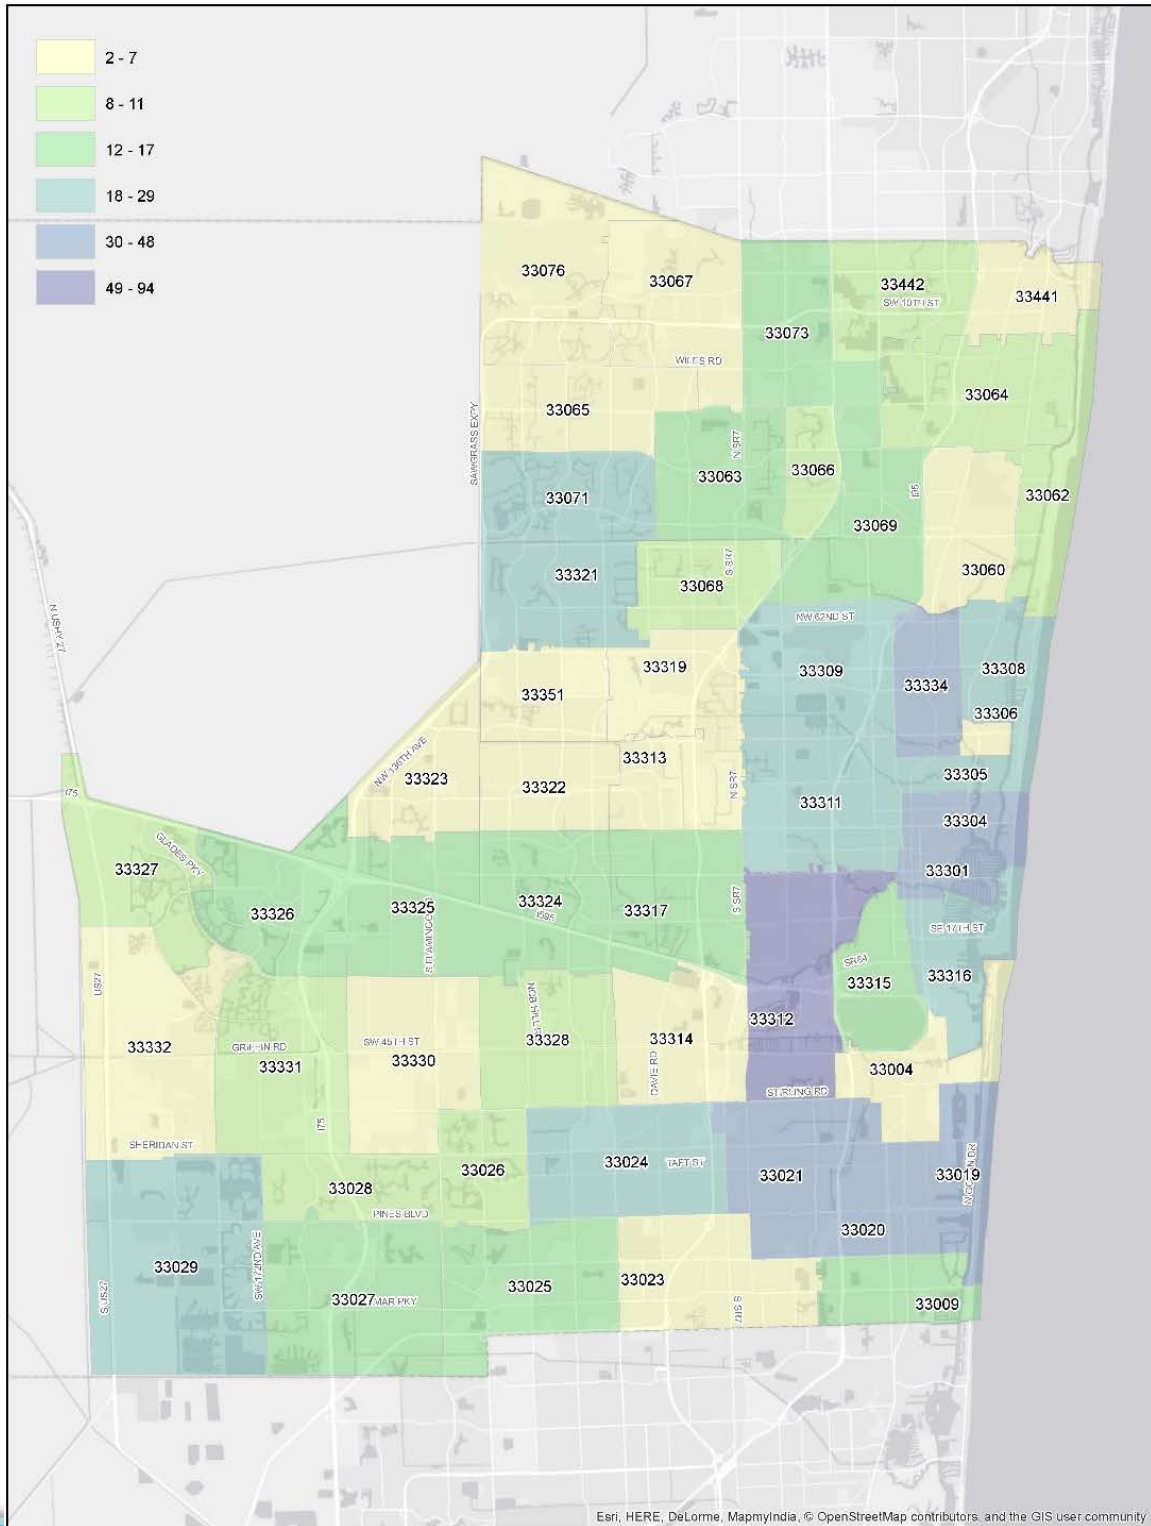 2 - 7
8 - 11
12 - 17
18 - 29
30 - 48
49 - 94
33076
33067
33442
SW 10TH ST
33441
33073
WILES RD
33065
33064
SAWGRASS EXPY
N SR7
33063
33066
33071
I95
33062
33069
33321
33068
S SR7
33060
N USHY 27
NW 62ND ST
33319
33309
33308
33351
33334
33306
NW 136TH AVE
33323
33322
33313
N SR7
33305
I75
33311
33304
GLADES PKY
33327
33301
33326
33325
33324
33317
S SR7
I595
S FLAMINGO
SE 17TH ST
US27
SR84
33315
33316
NOB HILL R
33312
33332
GRIFFIN RD
33331
SW 45TH ST
33330
33328
33314
DAVIE RD
33004
STIRLING RD
I75
SHERIDAN ST
33026
33024
TAFT ST
33021
33019
N OCEAN DR
33028
PINES BLVD
33020
33029
SW 172ND AVE
S US27
33027
MAR PKY
33025
33023
S SR7
33009
Esri, HERE, DeLorme, MapmyIndia, © OpenStreetMap contributors, and the GIS user community